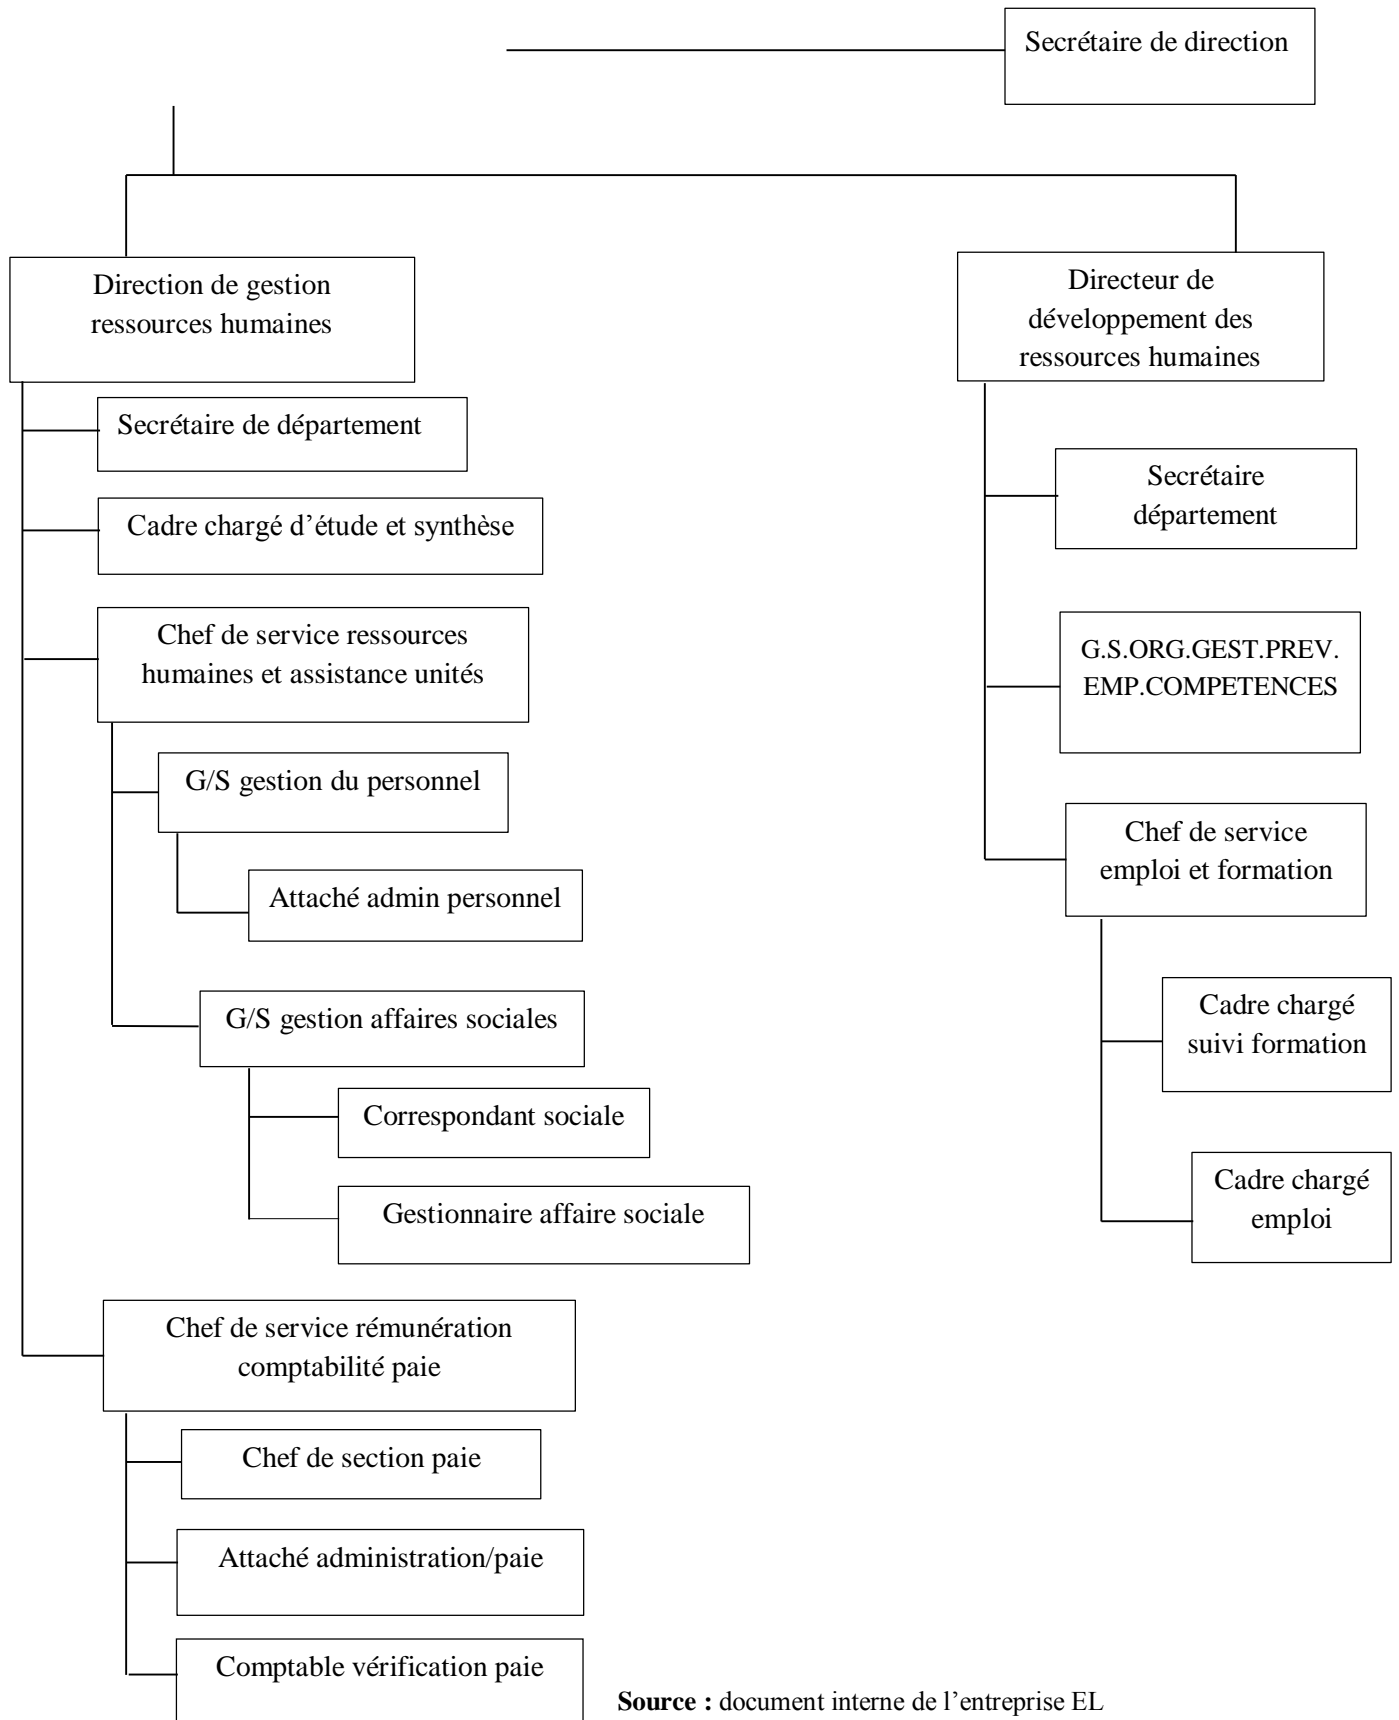 Secrétaire de direction
Direction de gestion
ressources humaines
Directeur de
développement des
ressources humaines
Secrétaire de département
Cadre chargé d’étude et synthèse
Chef de service ressources
humaines et assistance unités
G/S gestion du personnel
Attaché admin personnel
G/S gestion affaires sociales
Correspondant sociale
Gestionnaire affaire sociale
Chef de service rémunération
comptabilité paie
Chef de section paie
Attaché administration/paie
Comptable vérification paie
Secrétaire
département
G.S.ORG.GEST.PREV.
EMP.COMPETENCES
Chef de service
emploi et formation
Cadre chargé
suivi formation
Cadre chargé
emploi
Source : document interne de l’entreprise EL